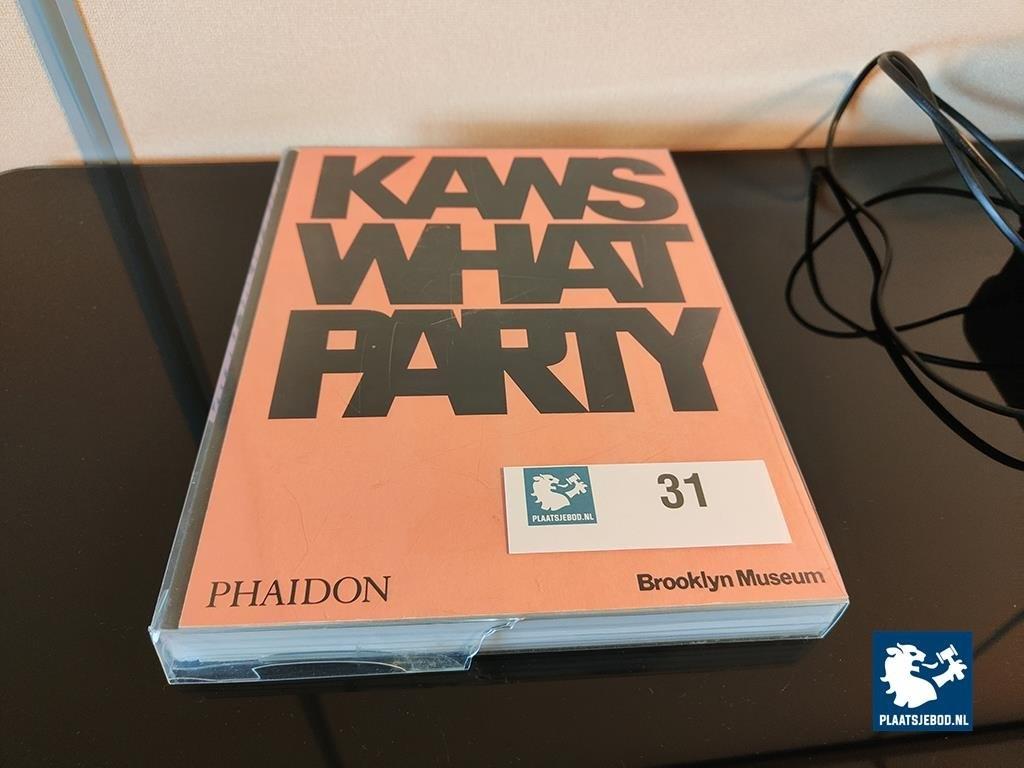 KAWS
WHAT
PARTY
31
PLAATSJEBOD.NL
PHAIDON
Brooklyn Museum
PLAATSJEBOD.NL